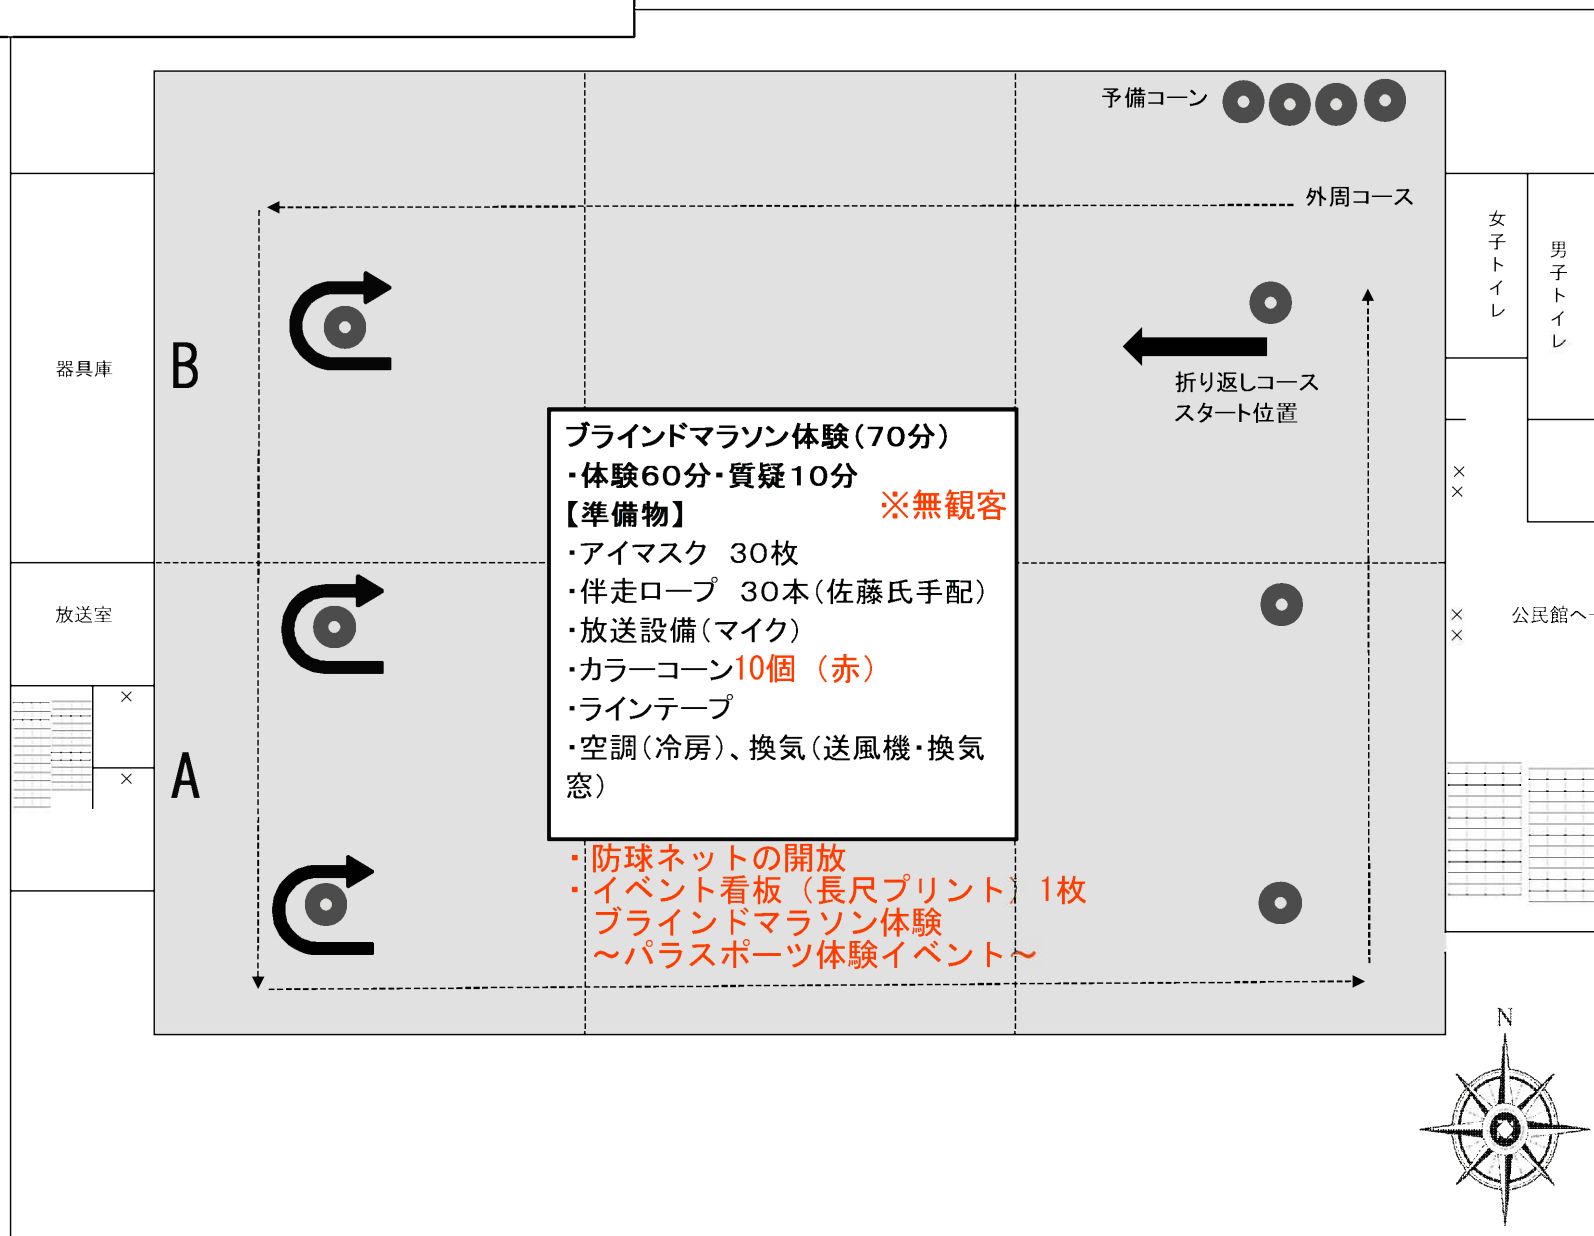 予備コーン
外周コース
女子トイレ
男子トイレ
器具庫
B
折り返しコース
スタート位置
ブラインドマラソン体験(70分)
・体験60分・質疑10分
※無観客
【準備物】
・アイマスク　30枚
・伴走ロープ　30本(佐藤氏手配)
・放送設備(マイク)
・カラーコーン10個（赤）
・ラインテープ
・空調(冷房)、換気(送風機・換気
窓)
放送室
公民館へ
A
・防球ネットの開放
・イベント看板（長尺プリント）1枚
ブラインドマラソン体験
～パラスポーツ体験イベント～
N